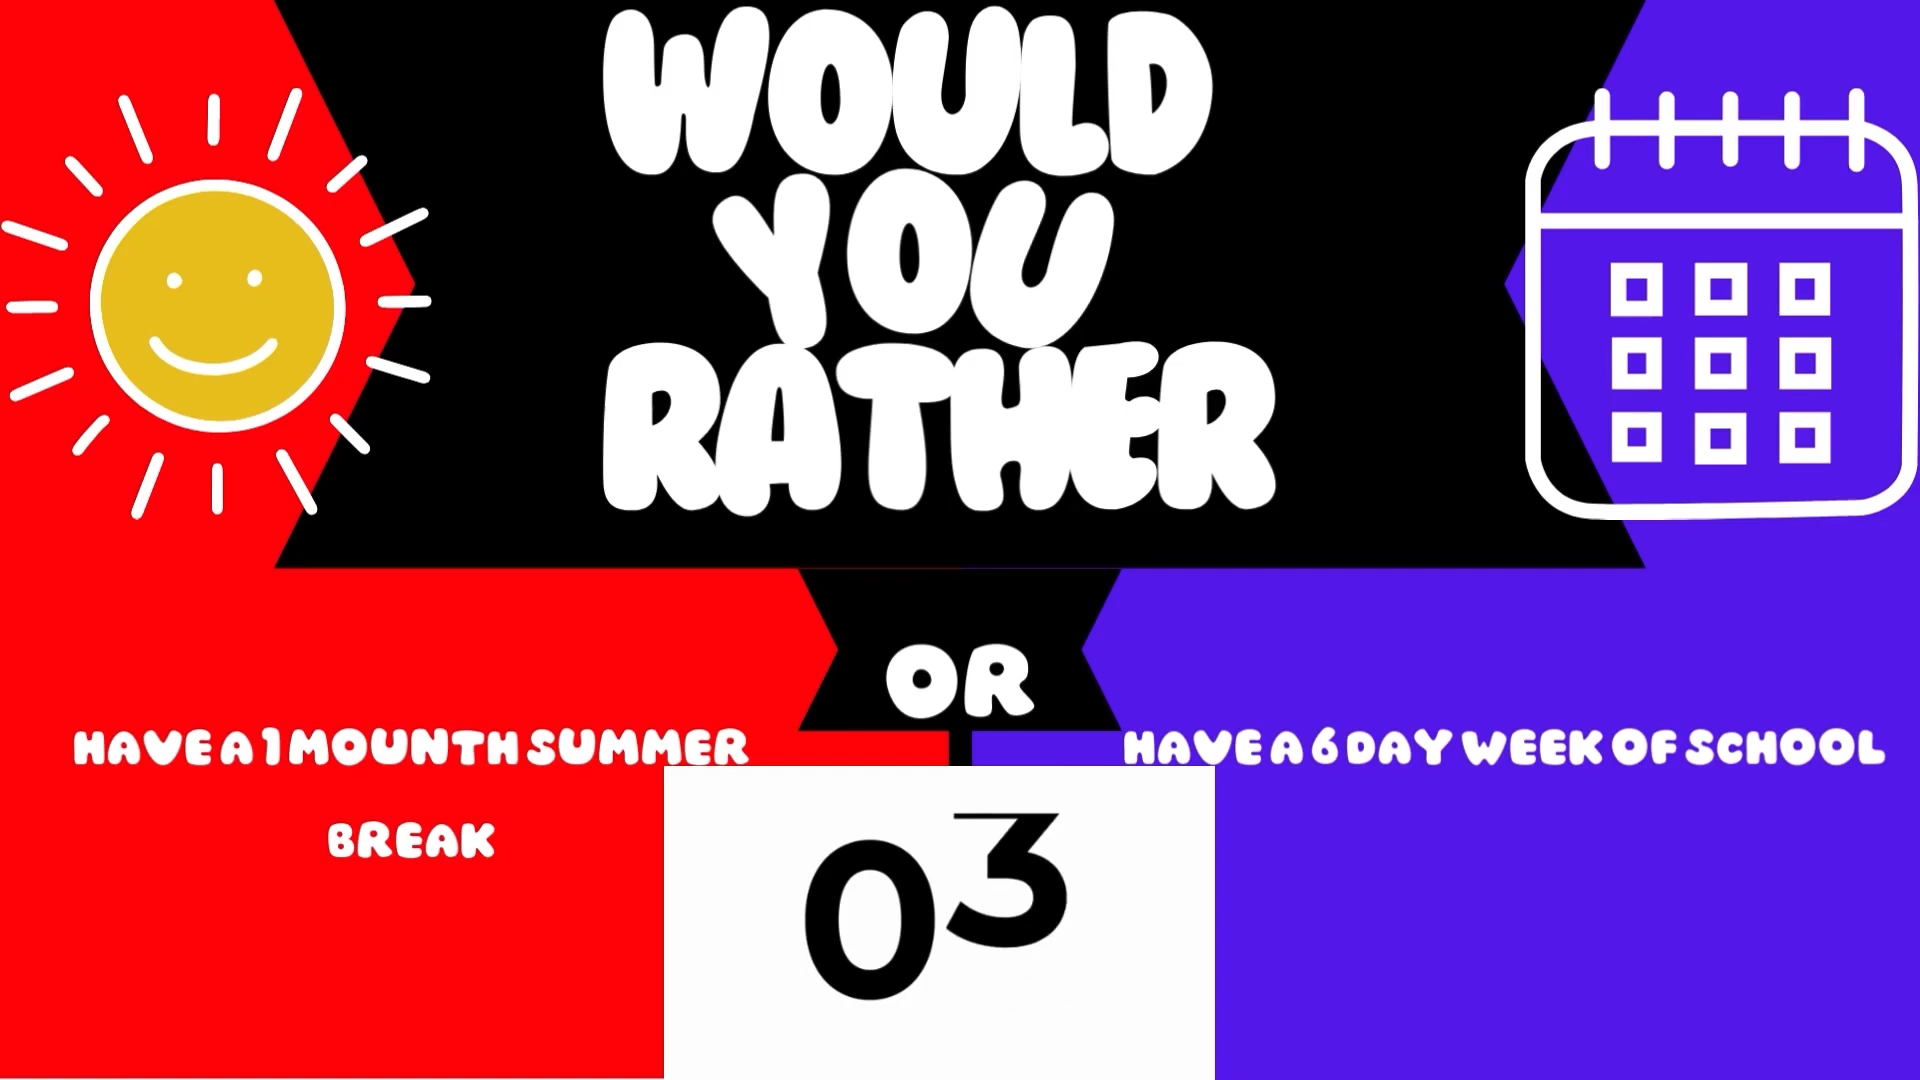 WOULD
YOU
RATHER
OR
HAVE A 1 MOUNTH SUMMER
BREAK
HAVE A 6 DAY WEEK OF SCHOOL
03